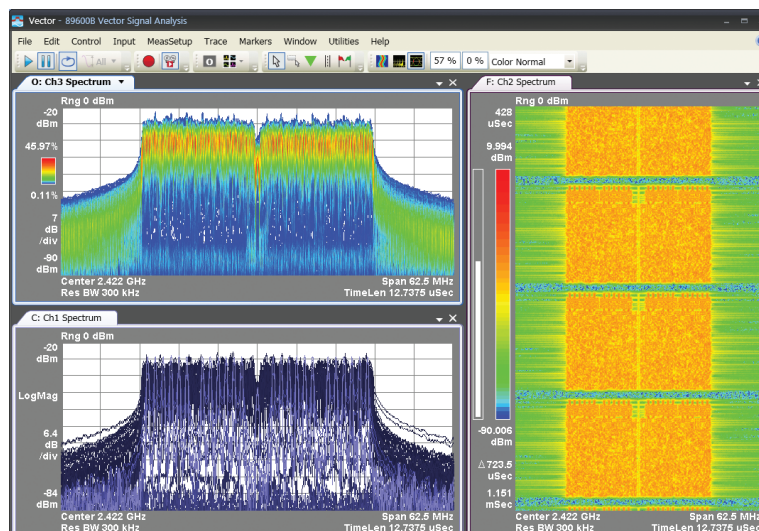 Vector - 89600B Vector Signal Analysis
File Edit Control Input MeasSetup Trace Markers Window Utilities Help
All 57 % 0 % Color Normal
O: Ch3 Spectrum
Rng 0 dBm
-20
dBm
45.97%
0.11%
7
dB
/div
-90
dBm
Center 2.422 GHz Span 62.5 MHz
Res BW 300 kHz TimeLen 12.7375 uSec
C: Ch1 Spectrum
Rng 0 dBm
-20
dBm
LogMag
6.4
dB
/div
-84
dBm
Center 2.422 GHz Span 62.5 MHz
Res BW 300 kHz TimeLen 12.7375 uSec
F: Ch2 Spectrum
Rng 0 dBm
428
uSec
9.994
dBm
-90.006
dBm
Δ723.5
uSec
1.151
mSec
Center 2.422 GHz Span 62.5 MHz
Res BW 300 kHz TimeLen 12.7375 uSec